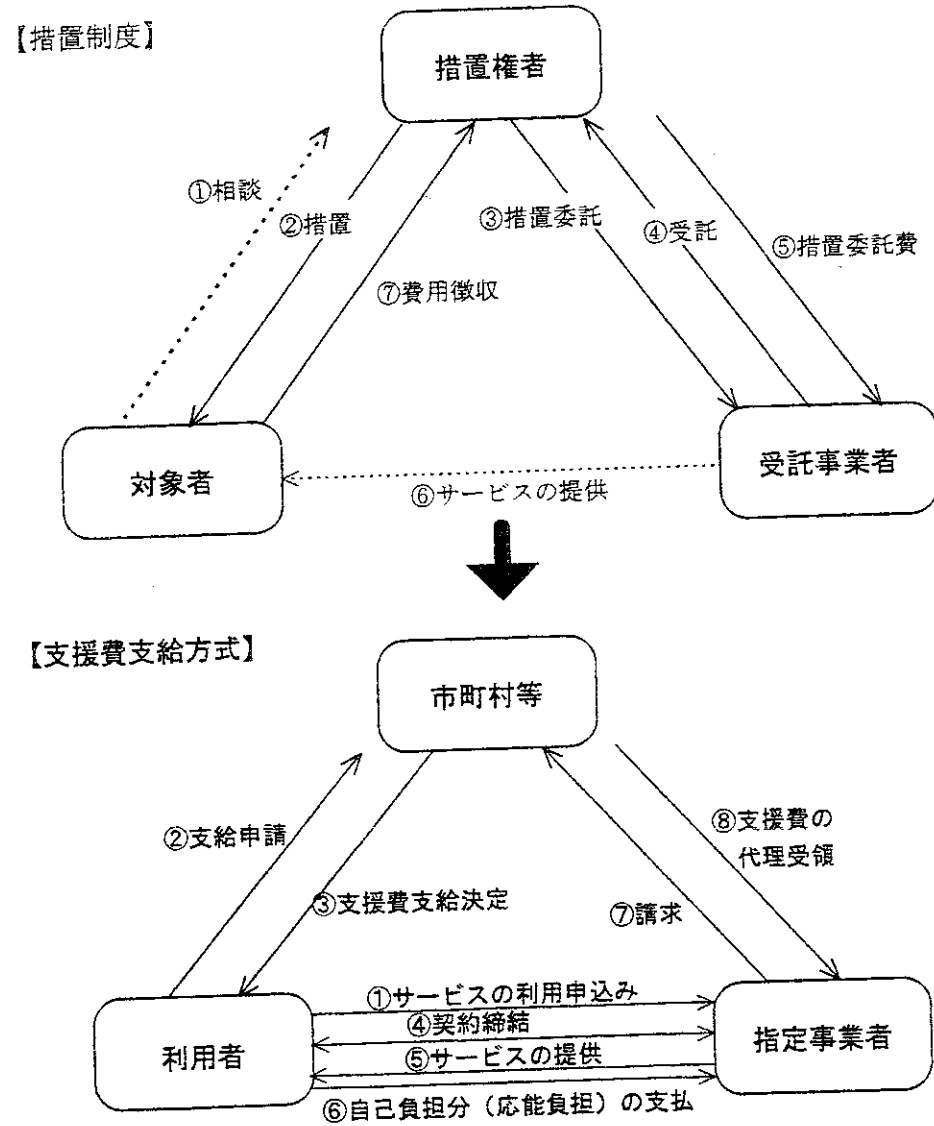 【措置制度】
措置権者
①相談
②措置
③措置委託
④受託
⑤措置委託費
⑦費用徴収
対象者
受託事業者
⑥サービスの提供
【支援費支給方式】
市町村等
②支給申請
⑧支援費の
代理受領
③支援費支給決定
⑦請求
①サービスの利用申込み
④契約締結
利用者
指定事業者
⑤サービスの提供
⑥自己負担分（応能負担）の支払